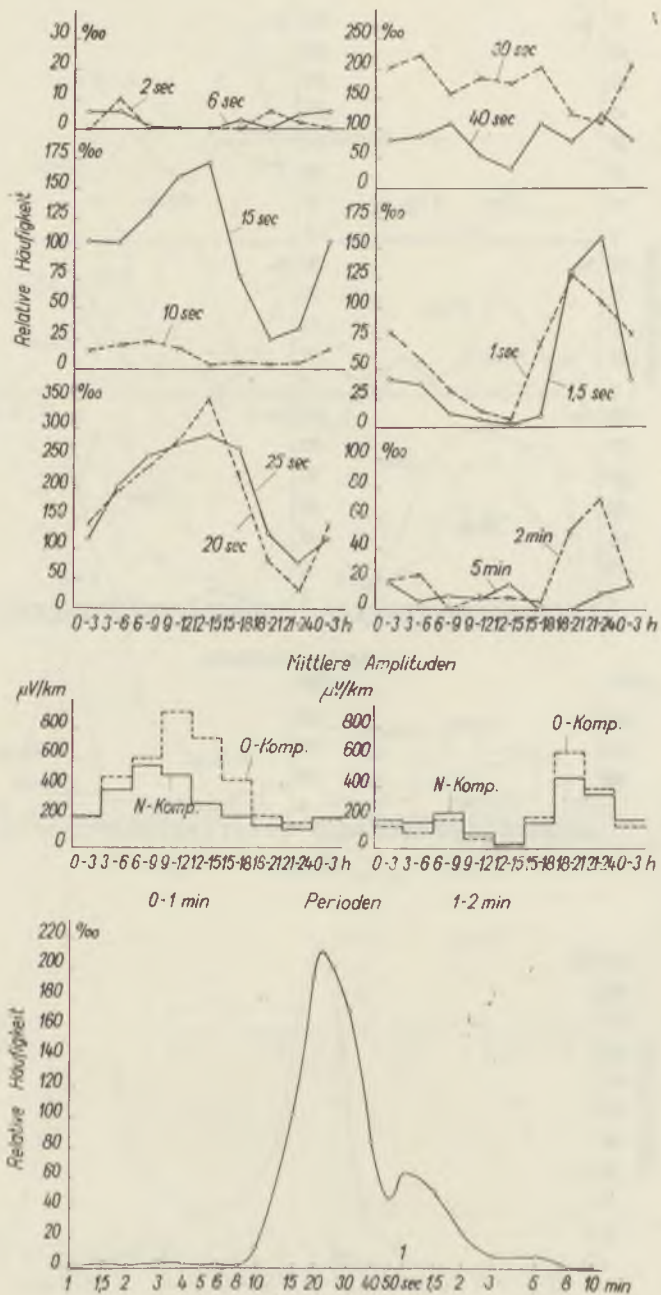 ‰
30
20
10
0
2 sec
6 sec
‰
250
200
150
100
50
0
30 sec
40 sec
Relative Häufigkeit
‰
175
150
125
100
75
50
25
0
15 sec
10 sec
‰
175
150
125
100
75
50
25
0
1 sec
1,5 sec
‰
350
300
250
200
150
100
50
0
25 sec
20 sec
‰
100
80
60
40
20
0
2 min
5 min
0-3 3-6 6-9 9-12 12-15 15-18 18-21 21-24 0-3 h
0-3 3-6 6-9 9-12 12-15 15-18 18-21 21-24 0-3 h
Mittlere Amplituden
µV/km
800
600
400
200
0
O-Komp.
N-Komp.
µV/km
800
600
400
200
0
O-Komp.
N-Komp.
0-3 3-6 6-9 9-12 12-15 15-18 18-21 21-24 0-3 h
0-3 3-6 6-9 9-12 12-15 15-18 18-21 21-24 0-3 h
0-1 min Perioden 1-2 min
Relative Häufigkeit
‰
220
200
180
160
140
120
100
80
60
40
20
0
1
1 1,5 2 3 4 5 6 8 10 15 20 30 40 50 sec 1,5 2 3 6 8 10 min